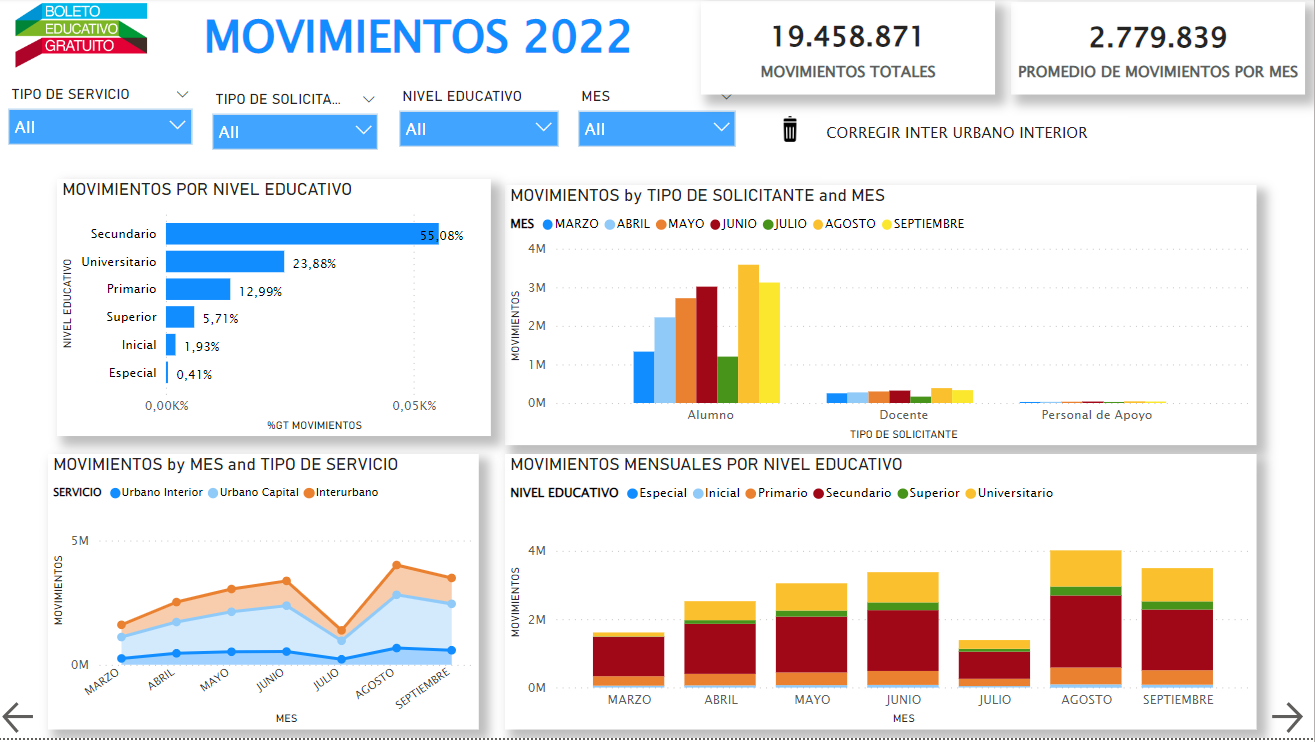 BOLETO
EDUCATIVO
GRATUITO
MOVIMIENTOS 2022
19.458.871
MOVIMIENTOS TOTALES
2.779.839
PROMEDIO DE MOVIMIENTOS POR MES
TIPO DE SERVICIO
All
TIPO DE SOLICITA...
All
NIVEL EDUCATIVO
All
MES
All
CORREGIR INTER URBANO INTERIOR
MOVIMIENTOS POR NIVEL EDUCATIVO
NIVEL EDUCATIVO
Secundario 55,08%
Universitario 23,88%
Primario 12,99%
Superior 5,71%
Inicial 1,93%
Especial 0,41%
0,00K% 0,05K%
%GT MOVIMIENTOS
MOVIMIENTOS by TIPO DE SOLICITANTE and MES
MES MARZO ABRIL MAYO JUNIO JULIO AGOSTO SEPTIEMBRE
MOVIMIENTOS
4M
3M
2M
1M
0M
Alumno Docente Personal de Apoyo
TIPO DE SOLICITANTE
MOVIMIENTOS by MES and TIPO DE SERVICIO
SERVICIO Urbano Interior Urbano Capital Interurbano
MOVIMIENTOS
5M
0M
MARZO ABRIL MAYO JUNIO JULIO AGOSTO SEPTIEMBRE
MES
MOVIMIENTOS MENSUALES POR NIVEL EDUCATIVO
NIVEL EDUCATIVO Especial Inicial Primario Secundario Superior Universitario
MOVIMIENTOS
4M
2M
0M
MARZO ABRIL MAYO JUNIO JULIO AGOSTO SEPTIEMBRE
MES